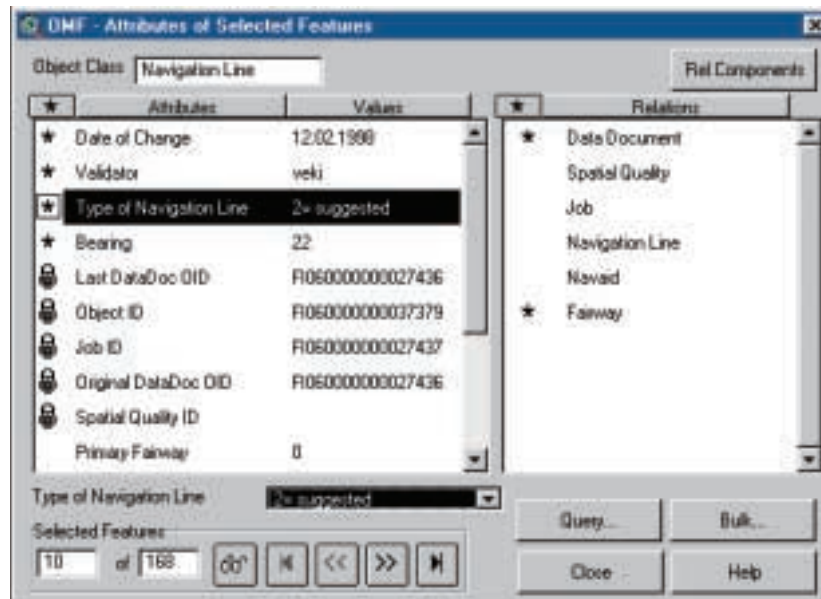 OMF - Attributes of Selected Features
Object Class Navigation Line
Rel Components
Attributes Values
Relations
Date of Change 12.02.1998
Validator veki
Type of Navigation Line 2= suggested
Bearing 22
Last DataDoc OID FI060000000027436
Object ID FI060000000037379
Job ID FI060000000027437
Original DataDoc OID FI060000000027436
Spatial Quality ID
Primary Fairway 0
Data Document
Spatial Quality
Job
Navigation Line
Navaid
Fairway
Type of Navigation Line 2= suggested
Selected Features
10 of 168
<< >>
Query... Bulk...
Close Help